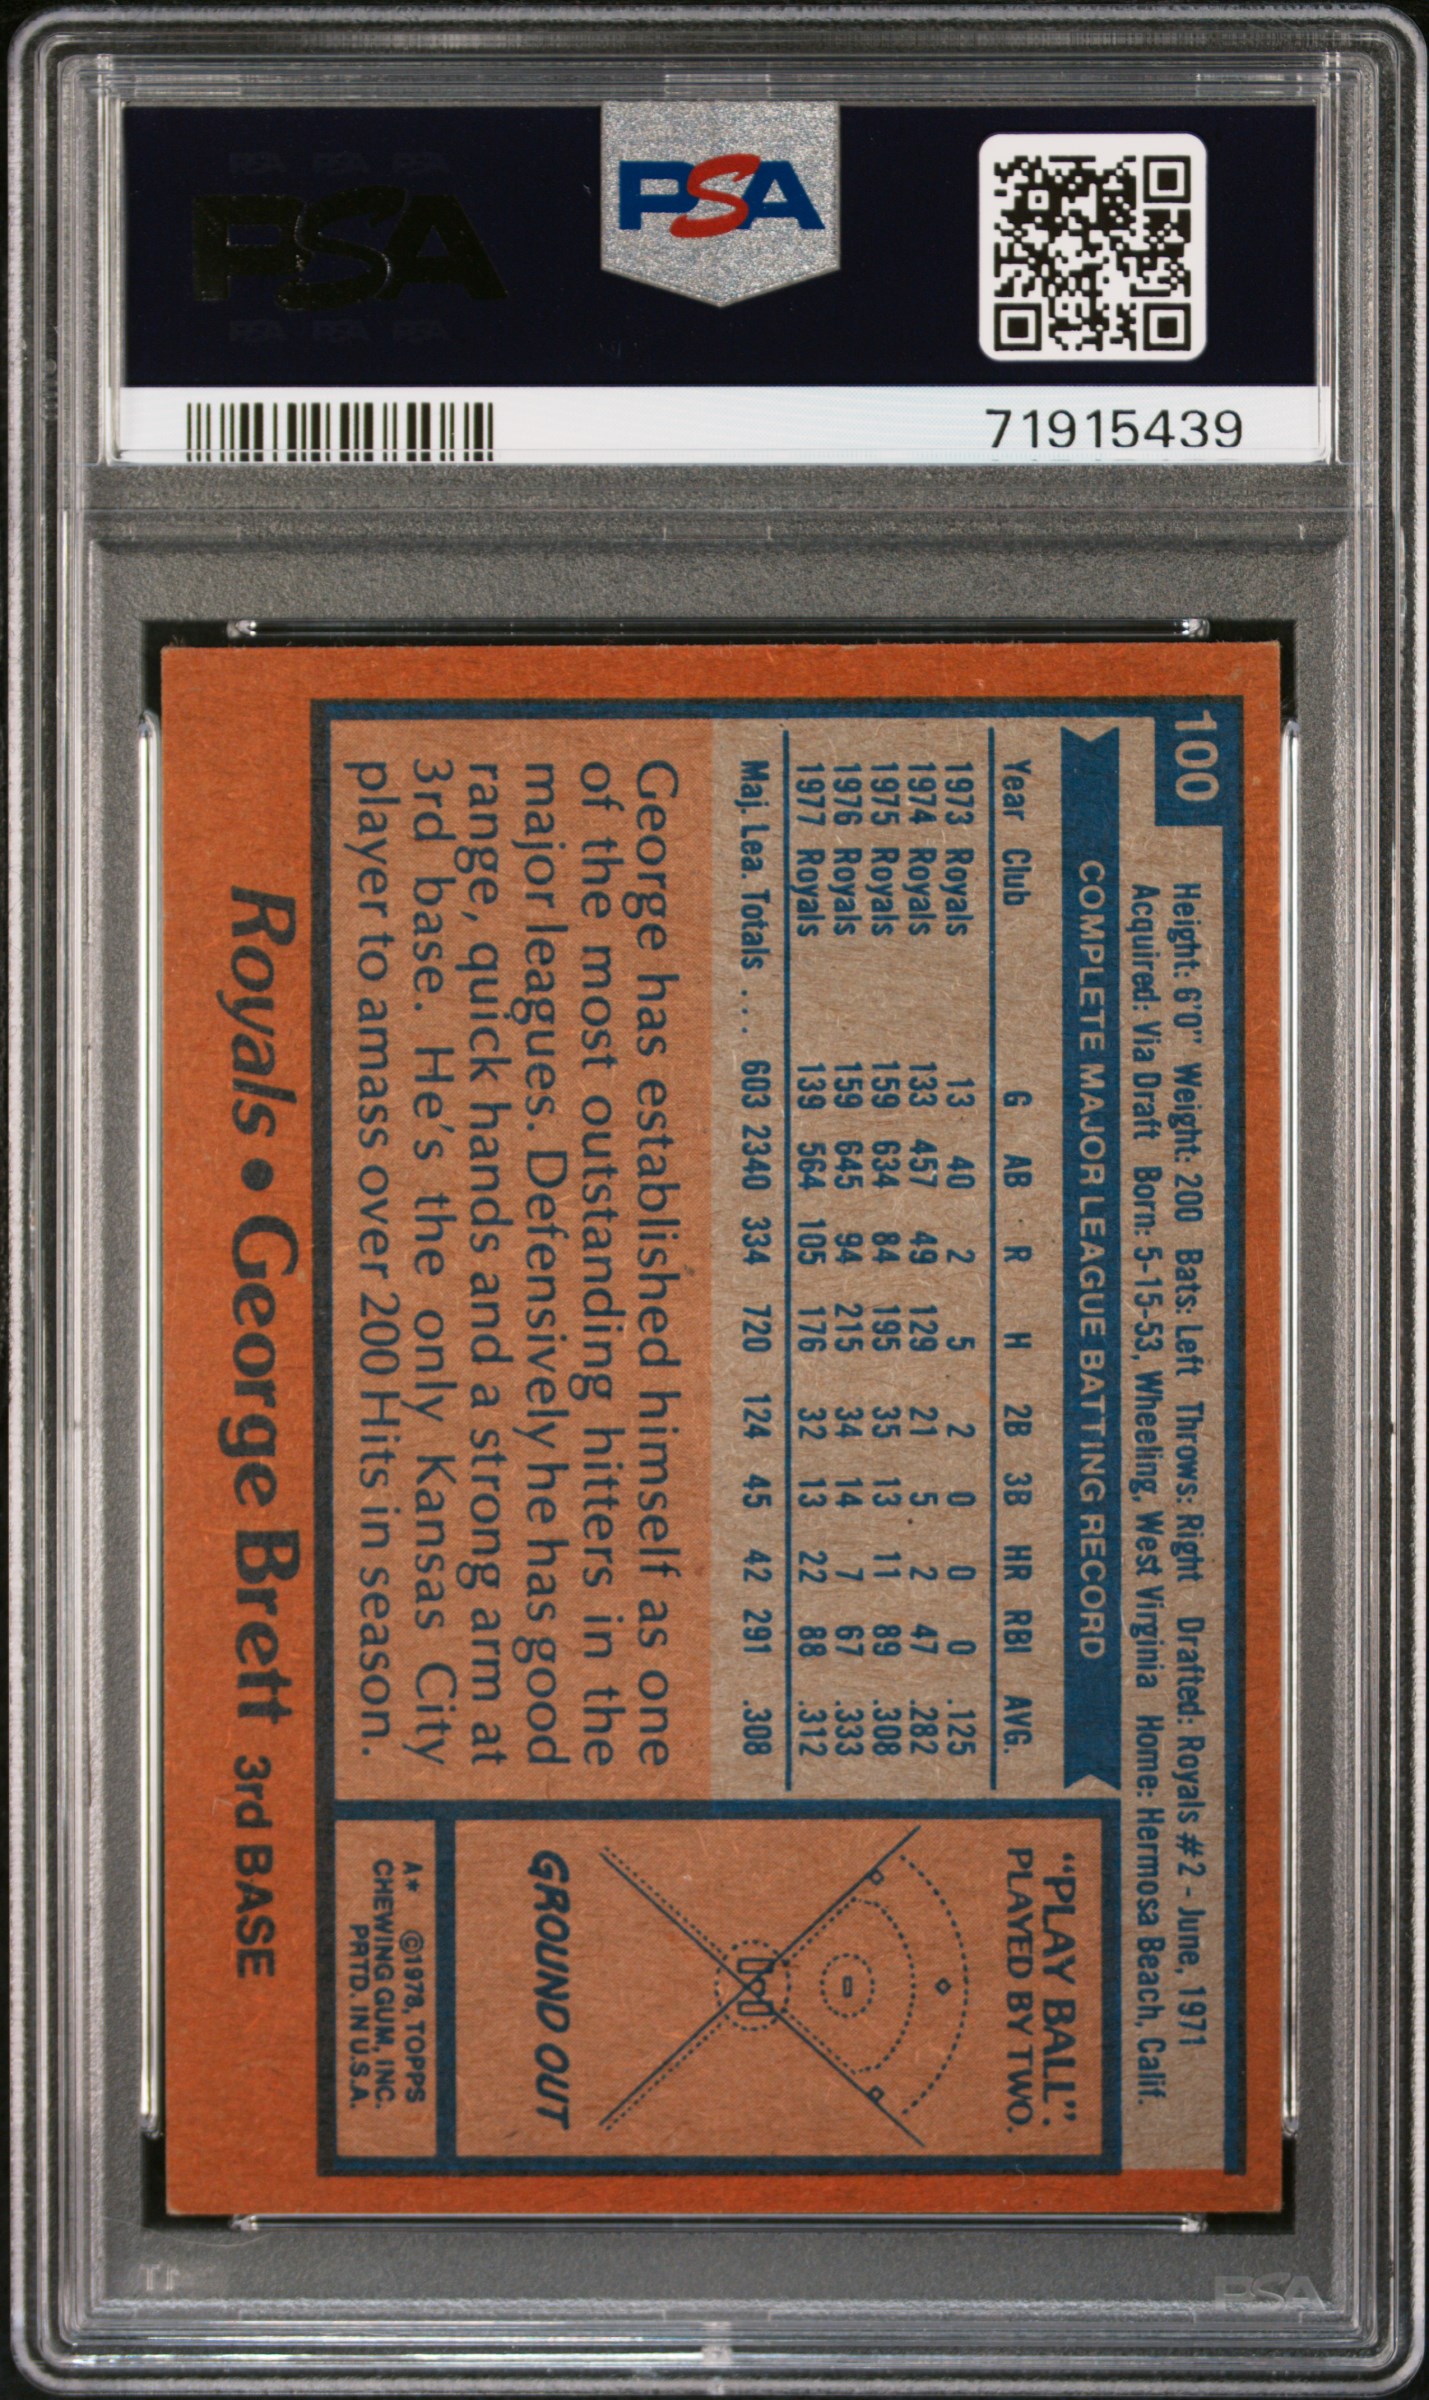 PSA
PSA PSA PSA
PSA
PSA PSA PSA
71915439
100
Height: 6'0" Weight: 200 Bats: Left Throws: Right Drafted: Royals #2 - June, 1971
Acquired: Via Draft Born: 5-15-53, Wheeling, West Virginia Home: Hermosa Beach, Calif.
COMPLETE MAJOR LEAGUE BATTING RECORD
Year Club G AB R H 2B 3B HR RBI AVG.
1973 Royals 13 40 2 5 2 0 0 0 .125
1974 Royals 133 457 49 129 21 5 2 47 .282
1975 Royals 159 634 84 195 35 13 11 89 .308
1976 Royals 159 645 94 215 34 14 7 67 .333
1977 Royals 139 564 105 176 32 13 22 88 .312
Maj. Lea. Totals .... 603 2340 334 720 124 45 42 291 .308
George has established himself as one
of the most outstanding hitters in the
major leagues. Defensively he has good
range, quick hands and a strong arm at
3rd base. He's the only Kansas City
player to amass over 200 Hits in season.
"PLAY BALL":
PLAYED BY TWO.
GROUND OUT
A* ©1978, TOPPS
CHEWING GUM, INC.
PRTD. IN U.S.A.
Royals • George Brett 3rd BASE
PSA